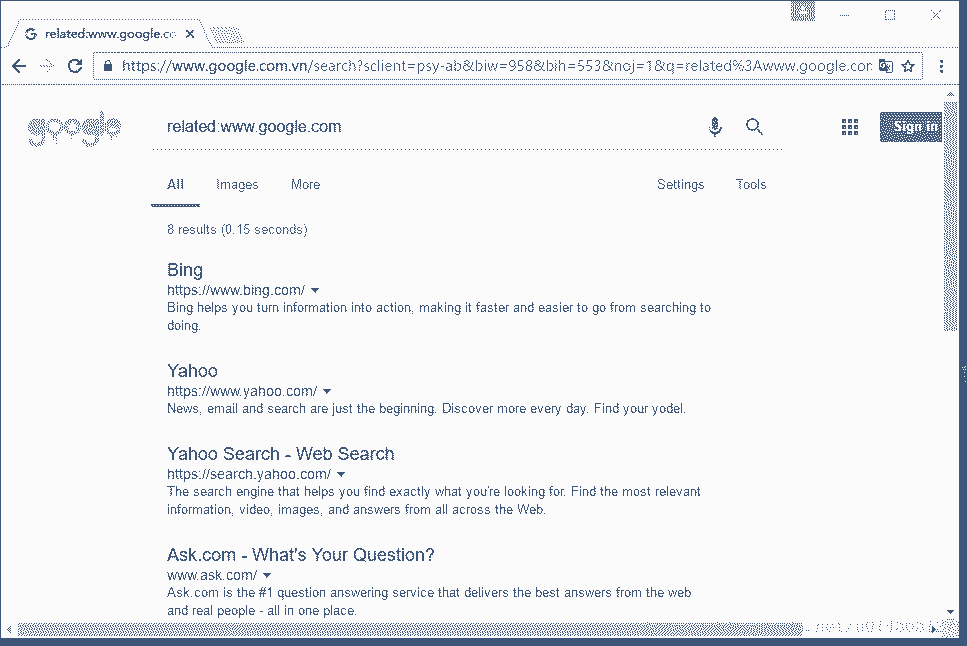 related:www.google.co
https://www.google.com.vn/search?sclient=psy-ab&biw=958&bih=553&noj=1&q=related%3Awww.google.com
google
related:www.google.com
Sign in
All Images More Settings Tools
8 results (0.15 seconds)
Bing
https://www.bing.com/
Bing helps you turn information into action, making it faster and easier to go from searching to
doing.
Yahoo
https://www.yahoo.com/
News, email and search are just the beginning. Discover more every day. Find your yodel.
Yahoo Search - Web Search
https://search.yahoo.com/
The search engine that helps you find exactly what you're looking for. Find the most relevant
information, video, images, and answers from all across the Web.
Ask.com - What's Your Question?
www.ask.com/
Ask.com is the #1 question answering service that delivers the best answers from the web
and real people - all in one place.